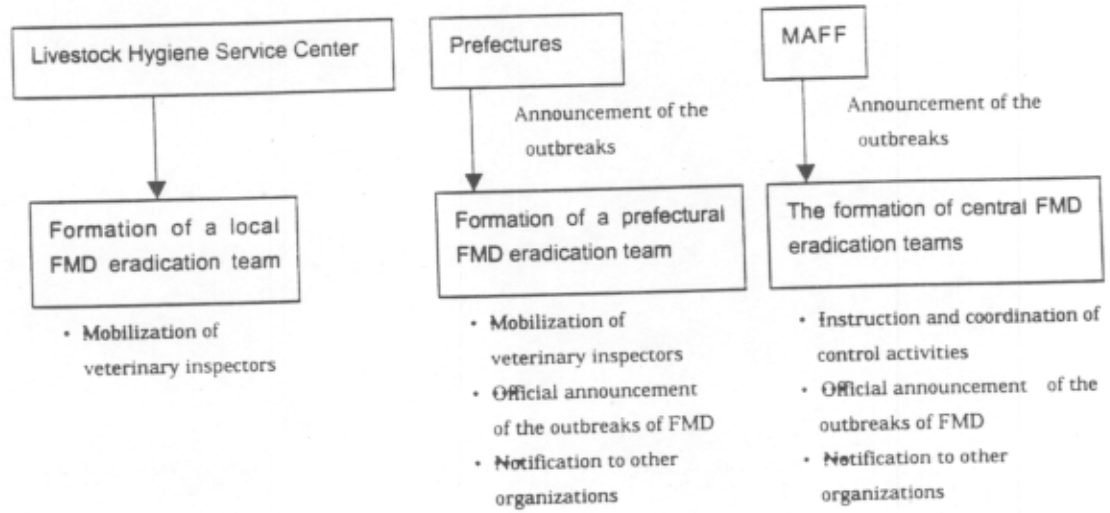 Livestock Hygiene Service Center
Formation of a local
FMD eradication team
• Mobilization of
veterinary inspectors
Prefectures
Announcement of the
outbreaks
Formation of a prefectural
FMD eradication team
• Mobilization of
veterinary inspectors
• Official announcement
of the outbreaks of FMD
• Notification to other
organizations
MAFF
Announcement of the
outbreaks
The formation of central FMD
eradication teams
• Instruction and coordination of
control activities
• Official announcement of the
outbreaks of FMD
• Notification to other
organizations